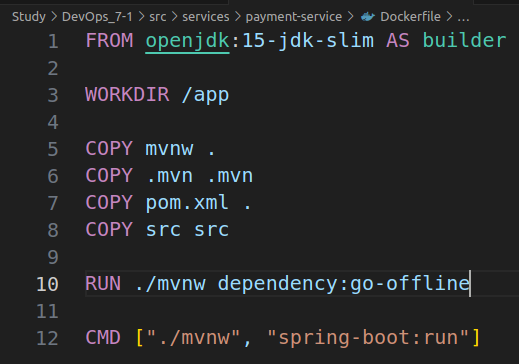 Study > DevOps_7-1 > src > services > payment-service > Dockerfile > ...
1 FROM openjdk:15-jdk-slim AS builder
2
3 WORKDIR /app
4
5 COPY mvnw .
6 COPY .mvn .mvn
7 COPY pom.xml .
8 COPY src src
9
10 RUN ./mvnw dependency:go-offline
11
12 CMD ["./mvnw", "spring-boot:run"]